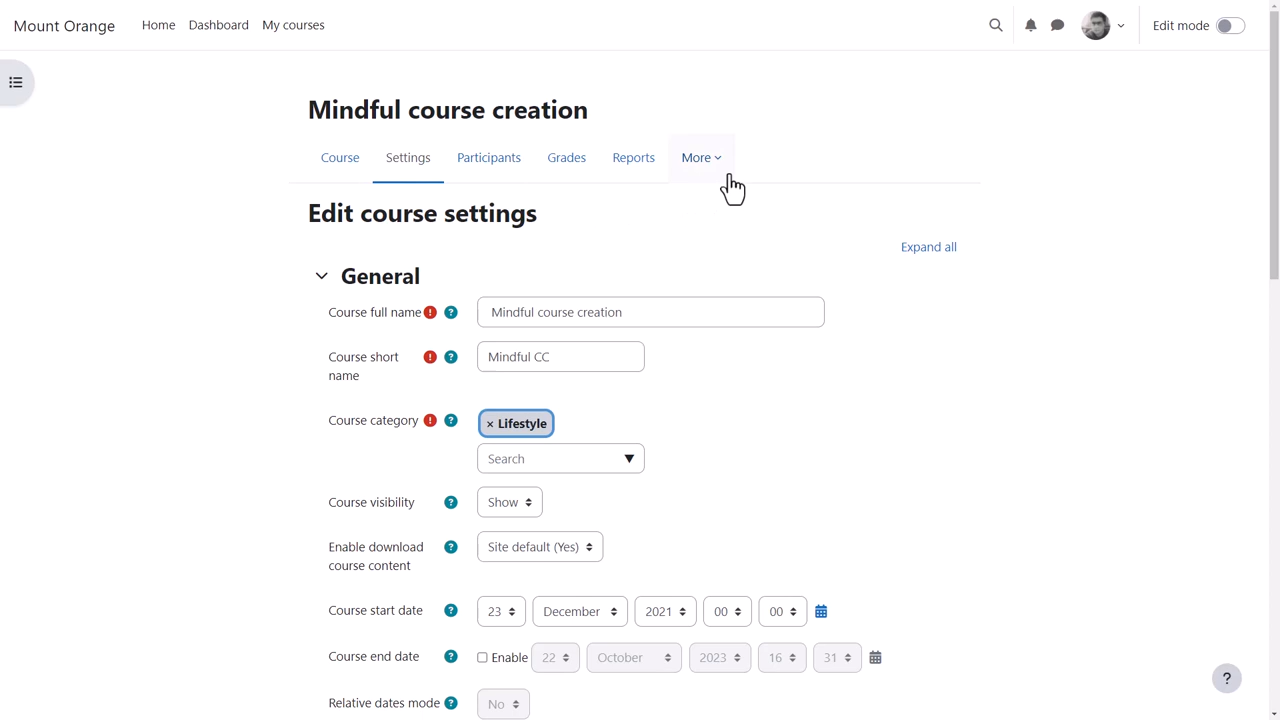 Mount Orange Home Dashboard My courses Edit mode
Mindful course creation
Course Settings Participants Grades Reports More
Edit course settings
Expand all
General
Course full name ! ? Mindful course creation
Course short name ! ? Mindful CC
Course category ! ? × Lifestyle
Search
Course visibility ? Show
Enable download course content ? Site default (Yes)
Course start date ? 23 December 2021 00 00
Course end date ? Enable 22 October 2023 16 31
Relative dates mode ? No
?